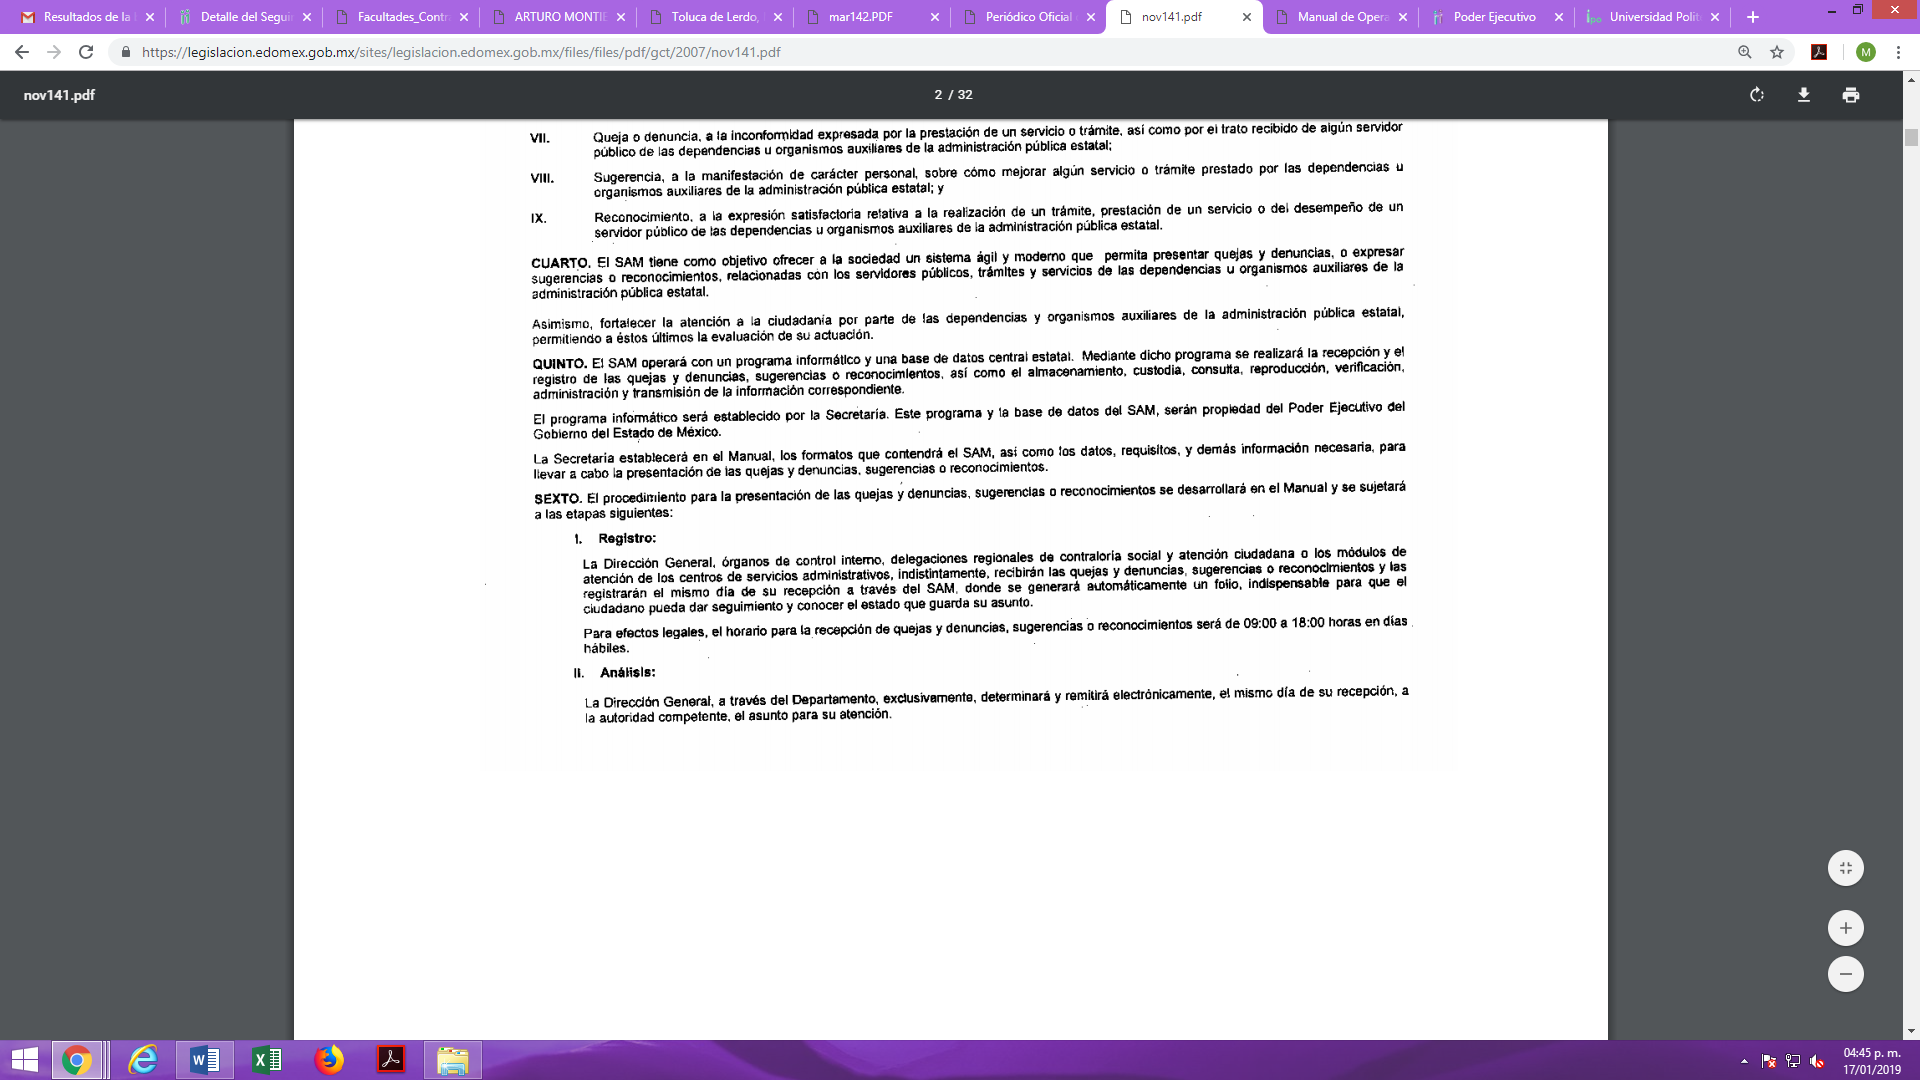 Resultados de la
Detalle del Segui
Facultades_Contr
ARTURO MONTIE
Toluca de Lerdo,
mar142.PDF
Periódico Oficial
nov141.pdf
Manual de Opera
Poder Ejecutivo
Universidad Polit
https://legislacion.edomex.gob.mx/sites/legislacion.edomex.gob.mx/files/files/pdf/gct/2007/nov141.pdf
M
nov141.pdf
2 / 32
VII. Queja o denuncia, a la inconformidad expresada por la prestación de un servicio o trámite, así como por el trato recibido de algún servidor
público de las dependencias u organismos auxiliares de la administración pública estatal;
VIII. Sugerencia, a la manifestación de carácter personal, sobre cómo mejorar algún servicio o trámite prestado por las dependencias u
organismos auxiliares de la administración pública estatal; y
IX. Reconocimiento, a la expresión satisfactoria relativa a la realización de un trámite, prestación de un servicio o del desempeño de un
servidor público de las dependencias u organismos auxiliares de la administración pública estatal.
CUARTO. El SAM tiene como objetivo ofrecer a la sociedad un sistema ágil y moderno que permita presentar quejas y denuncias, o expresar
sugerencias o reconocimientos, relacionadas con los servidores públicos, trámites y servicios de las dependencias u organismos auxiliares de la
administración pública estatal.
Asimismo, fortalecer la atención a la ciudadanía por parte de las dependencias y organismos auxiliares de la administración pública estatal,
permitiendo a éstos últimos la evaluación de su actuación.
QUINTO. El SAM operará con un programa informático y una base de datos central estatal. Mediante dicho programa se realizará la recepción y el
registro de las quejas y denuncias, sugerencias o reconocimientos, así como el almacenamiento, custodia, consulta, reproducción, verificación,
administración y transmisión de la información correspondiente.
El programa informático será establecido por la Secretaría. Este programa y la base de datos del SAM, serán propiedad del Poder Ejecutivo del
Gobierno del Estado de México.
La Secretaría establecerá en el Manual, los formatos que contendrá el SAM, así como los datos, requisitos, y demás información necesaria, para
llevar a cabo la presentación de las quejas y denuncias, sugerencias o reconocimientos.
SEXTO. El procedimiento para la presentación de las quejas y denuncias, sugerencias o reconocimientos se desarrollará en el Manual y se sujetará
a las etapas siguientes:
I. Registro:
La Dirección General, órganos de control interno, delegaciones regionales de contraloría social y atención ciudadana o los módulos de
atención de los centros de servicios administrativos, indistintamente, recibirán las quejas y denuncias, sugerencias o reconocimientos y las
registrarán el mismo día de su recepción a través del SAM, donde se generará automáticamente un folio, indispensable para que el
ciudadano pueda dar seguimiento y conocer el estado que guarda su asunto.
Para efectos legales, el horario para la recepción de quejas y denuncias, sugerencias o reconocimientos será de 09:00 a 18:00 horas en días
hábiles.
II. Análisis:
La Dirección General, a través del Departamento, exclusivamente, determinará y remitirá electrónicamente, el mismo día de su recepción, a
la autoridad competente, el asunto para su atención.
04:45 p. m.
17/01/2019